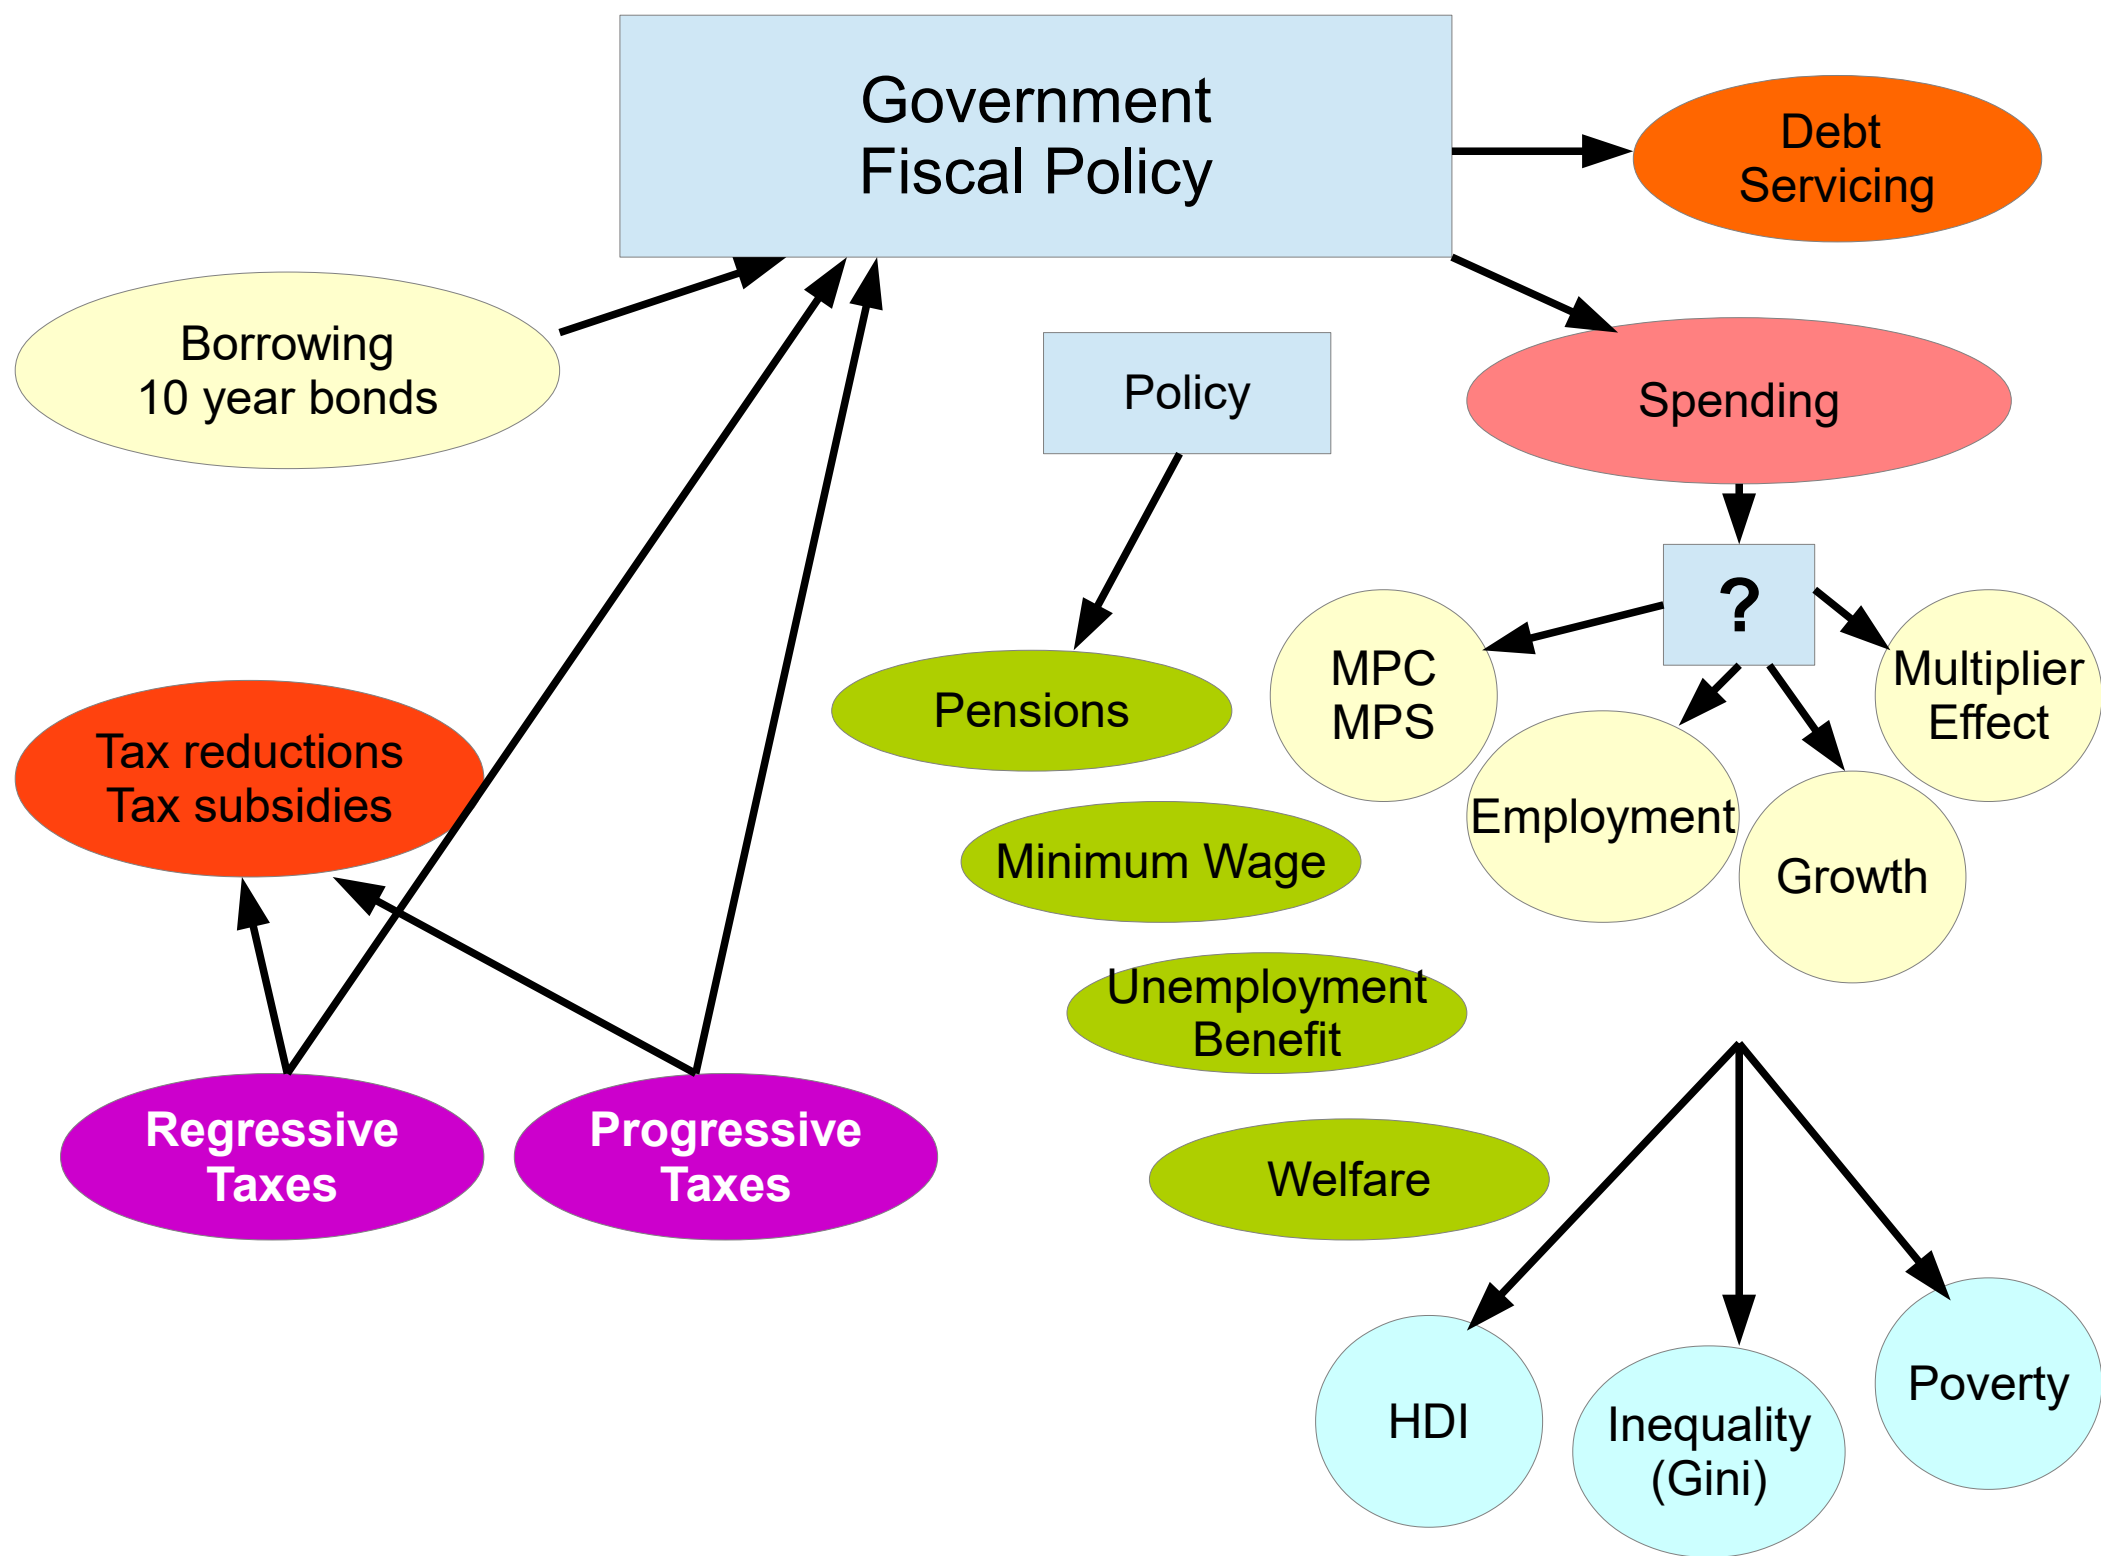 Government
Fiscal Policy
Debt
Servicing
Borrowing
10 year bonds
Policy
Spending
?
MPC
MPS
Multiplier
Effect
Pensions
Tax reductions
Tax subsidies
Employment
Minimum Wage
Growth
Unemployment
Benefit
Regressive
Taxes
Progressive
Taxes
Welfare
HDI
Inequality
(Gini)
Poverty